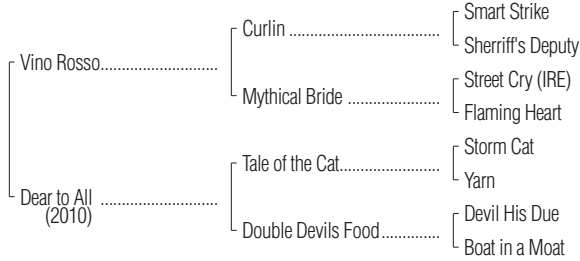 Smart Strike
Curlin ..........................................
Sherriff's Deputy
Vino Rosso...........................
Street Cry (IRE)
Mythical Bride .........................
Flaming Heart
Storm Cat
Tale of the Cat...........................
Yarn
Dear to All ...........................
(2010)
Devil His Due
Double Devils Food...............
Boat in a Moat